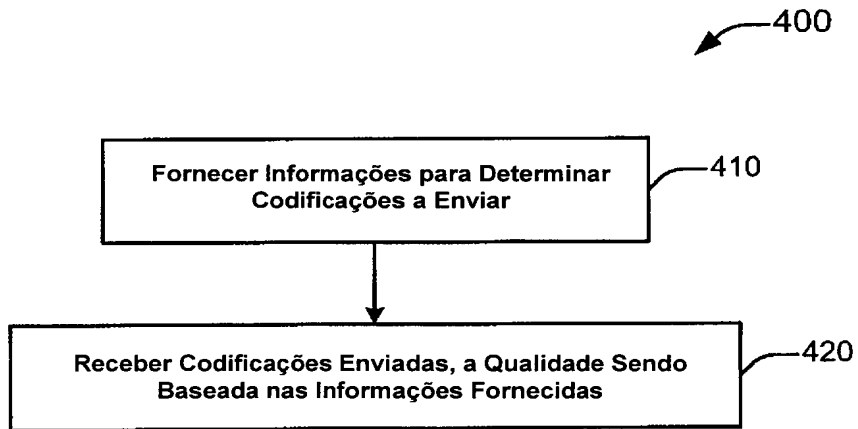 400
Fornecer Informações para Determinar
Codificações a Enviar
410
Receber Codificações Enviadas, a Qualidade Sendo
Baseada nas Informações Fornecidas
420